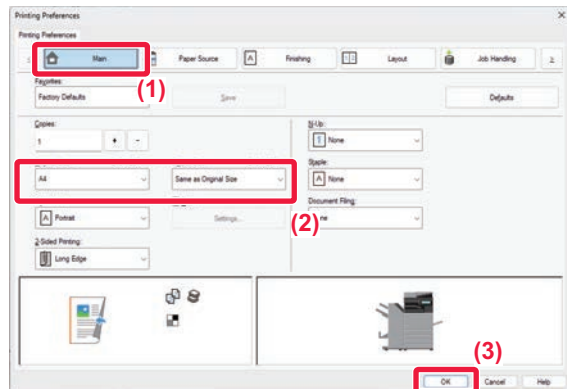 Printing Preferences
Printing Preferences
Main
Paper Source
Finishing
Layout
Job Handling
(1)
Favorites:
Factory Defaults
Save
Defaults
Copies:
1
+ -
N-Up:
1 None
A4
Same as Original Size
Staple:
A None
(2)
Document Filing:
A Portrait
Settings...
ne
2-Sided Printing:
Long Edge
(3)
OK
Cancel
Help